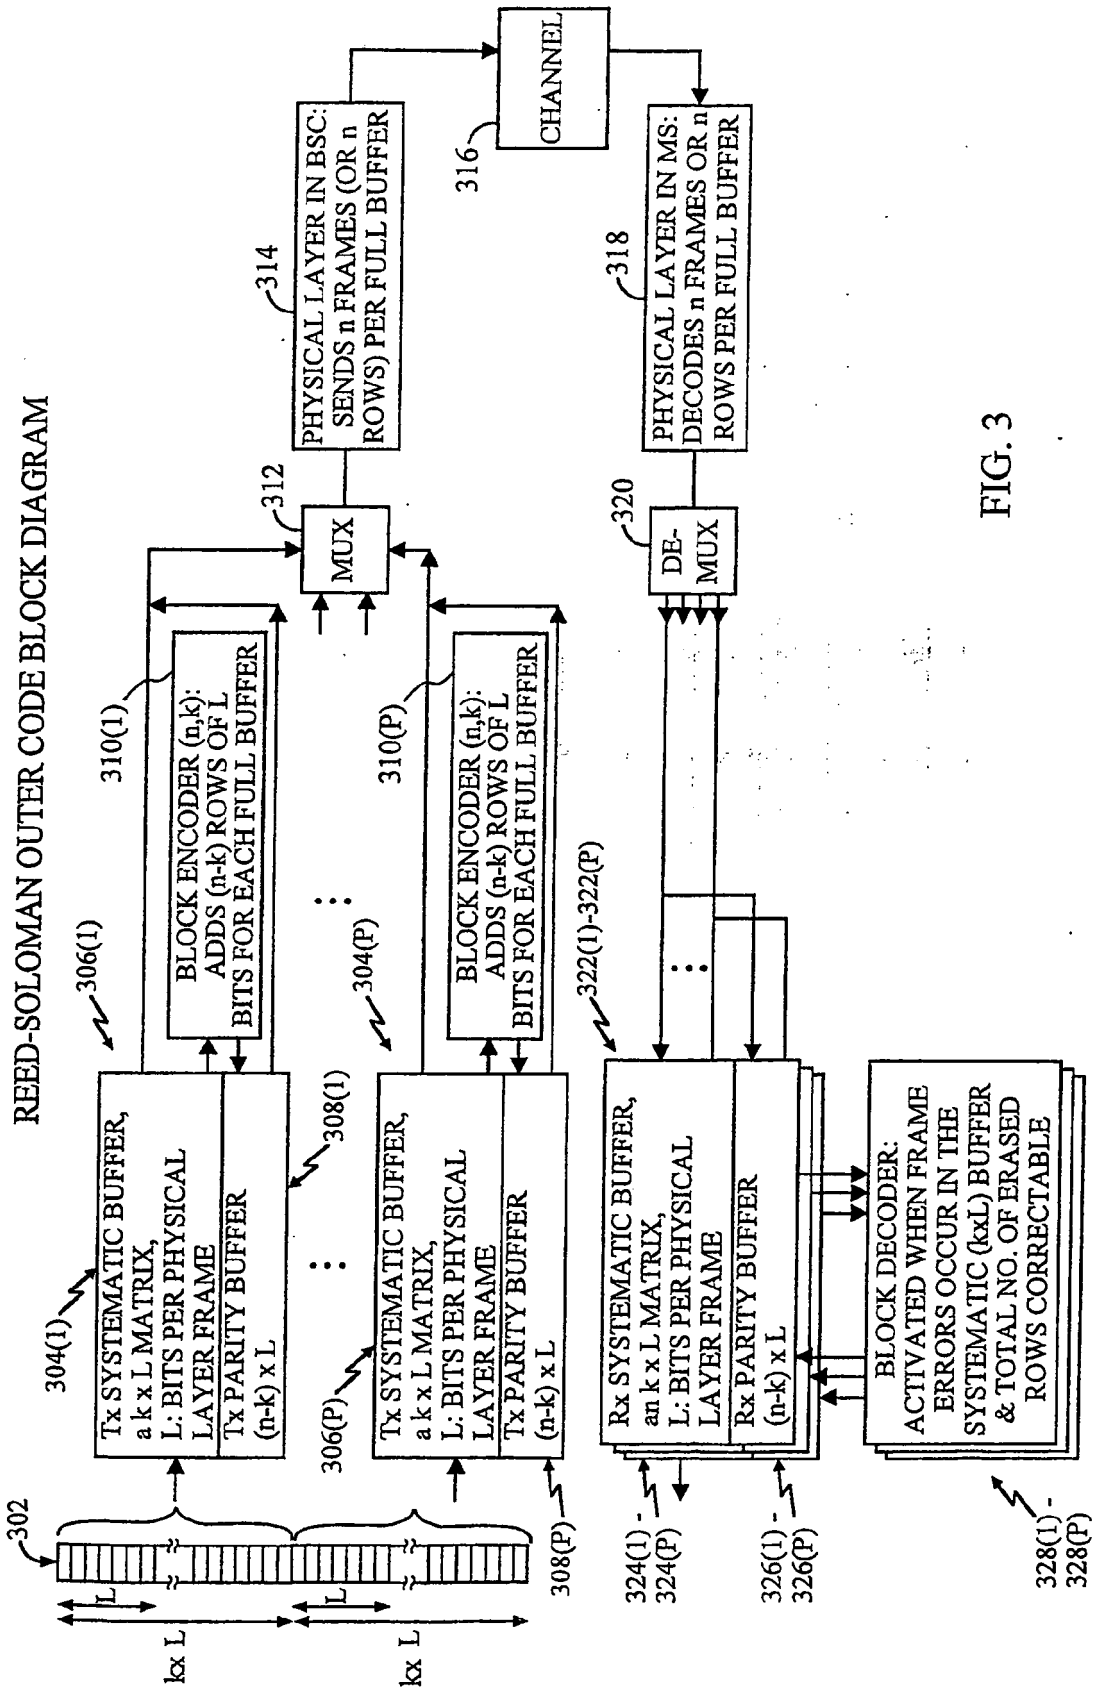 REED-SOLOMAN OUTER CODE BLOCK DIAGRAM
302
L
kx L
L
kx L
304(1)
306(1)
Tx SYSTEMATIC BUFFER,
a k x L MATRIX,
L: BITS PER PHYSICAL
LAYER FRAME
Tx PARITY BUFFER
(n-k) x L
308(1)
310(1)
BLOCK ENCODER (n,k):
ADDS (n-k) ROWS OF L
BITS FOR EACH FULL BUFFER
306(P)
304(P)
Tx SYSTEMATIC BUFFER,
a k x L MATRIX,
L: BITS PER PHYSICAL
LAYER FRAME
Tx PARITY BUFFER
(n-k) x L
308(P)
310(P)
BLOCK ENCODER (n,k):
ADDS (n-k) ROWS OF L
BITS FOR EACH FULL BUFFER
312
MUX
314
PHYSICAL LAYER IN BSC:
SENDS n FRAMES (OR n
ROWS) PER FULL BUFFER
316
CHANNEL
318
PHYSICAL LAYER IN MS:
DECODES n FRAMES OR n
ROWS PER FULL BUFFER
320
DE-
MUX
322(1)-322(P)
Rx SYSTEMATIC BUFFER,
an k x L MATRIX,
L: BITS PER PHYSICAL
LAYER FRAME
Rx PARITY BUFFER
(n-k) x L
324(1) -
324(P)
326(1) -
326(P)
BLOCK DECODER:
ACTIVATED WHEN FRAME
ERRORS OCCUR IN THE
SYSTEMATIC (kxL) BUFFER
& TOTAL NO. OF ERASED
ROWS CORRECTABLE
328(1) -
328(P)
FIG. 3